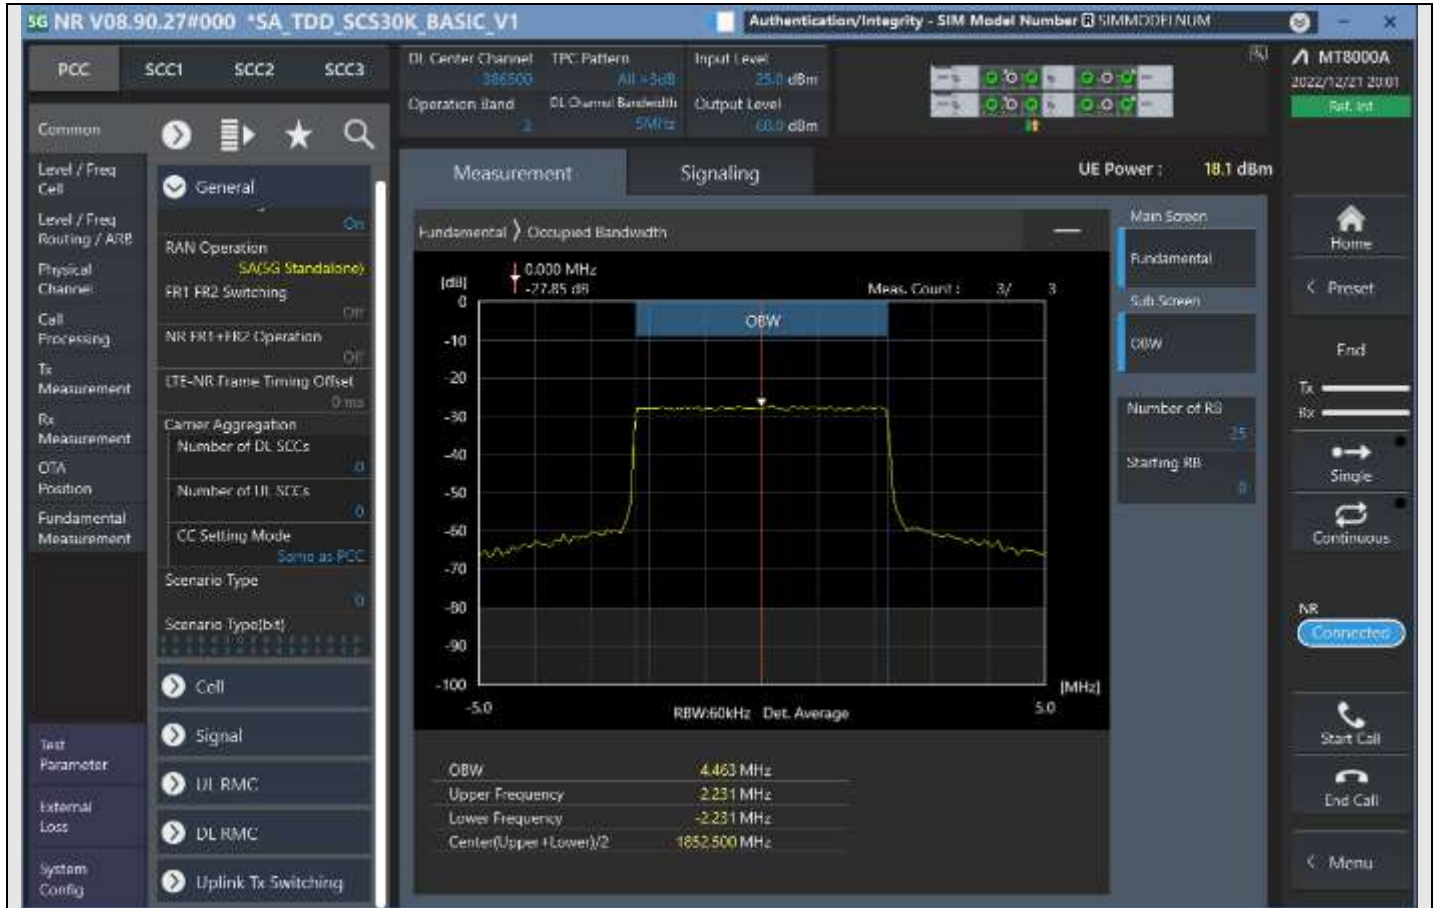 5G NR V08.90.27#000 *SA_TDD_SCS30K_BASIC_V1
Authentication/Integrity - SIM Model Number R SIMMODELNUM
PCC
SCC1
SCC2
SCC3
DL Center Channel
386500
TPC Pattern
All +3dB
Input Level
25.0 dBm
Operation Band
2
DL Channel Bandwidth
5MHz
Output Level
dBm
MT8000A
2022/12/21 20:01
Ref. Int
Common
Level / Freq
Cell
Level / Freq
Routing / ARB
Physical
Channel
Call
Processing
Tx
Measurement
Rx
Measurement
OTA
Position
Fundamental
Measurement
Test
Parameter
External
Loss
System
Config
General
On
RAN Operation
SA(5G Standalone)
FR1 FR2 Switching
Off
NR FR1+FR2 Operation
Off
LTE-NR Frame Timing Offset
0 ms
Carrier Aggregation
Number of DL SCCs
0
Number of UL SCCs
0
CC Setting Mode
Same as PCC
Scenario Type
0
Scenario Type(bit)
Cell
Signal
UL RMC
DL RMC
Uplink Tx Switching
Measurement
Signaling
UE Power : 18.1 dBm
Fundamental > Occupied Bandwidth
0.000 MHz
-27.85 dB
Meas. Count : 3/ 3
[dB]
0
-10
-20
-30
-40
-50
-60
-70
-80
-90
-100
OBW
-5.0
RBW:60kHz Det. Average
5.0
[MHz]
OBW 4.463 MHz
Upper Frequency 2.231 MHz
Lower Frequency -2.231 MHz
Center(Upper+Lower)/2 1852.500 MHz
Main Screen
Fundamental
Sub Screen
OBW
Number of RB
25
Starting RB
0
Home
< Preset
End
Tx
Rx
Single
Continuous
NR
Connected
Start Call
End Call
< Menu